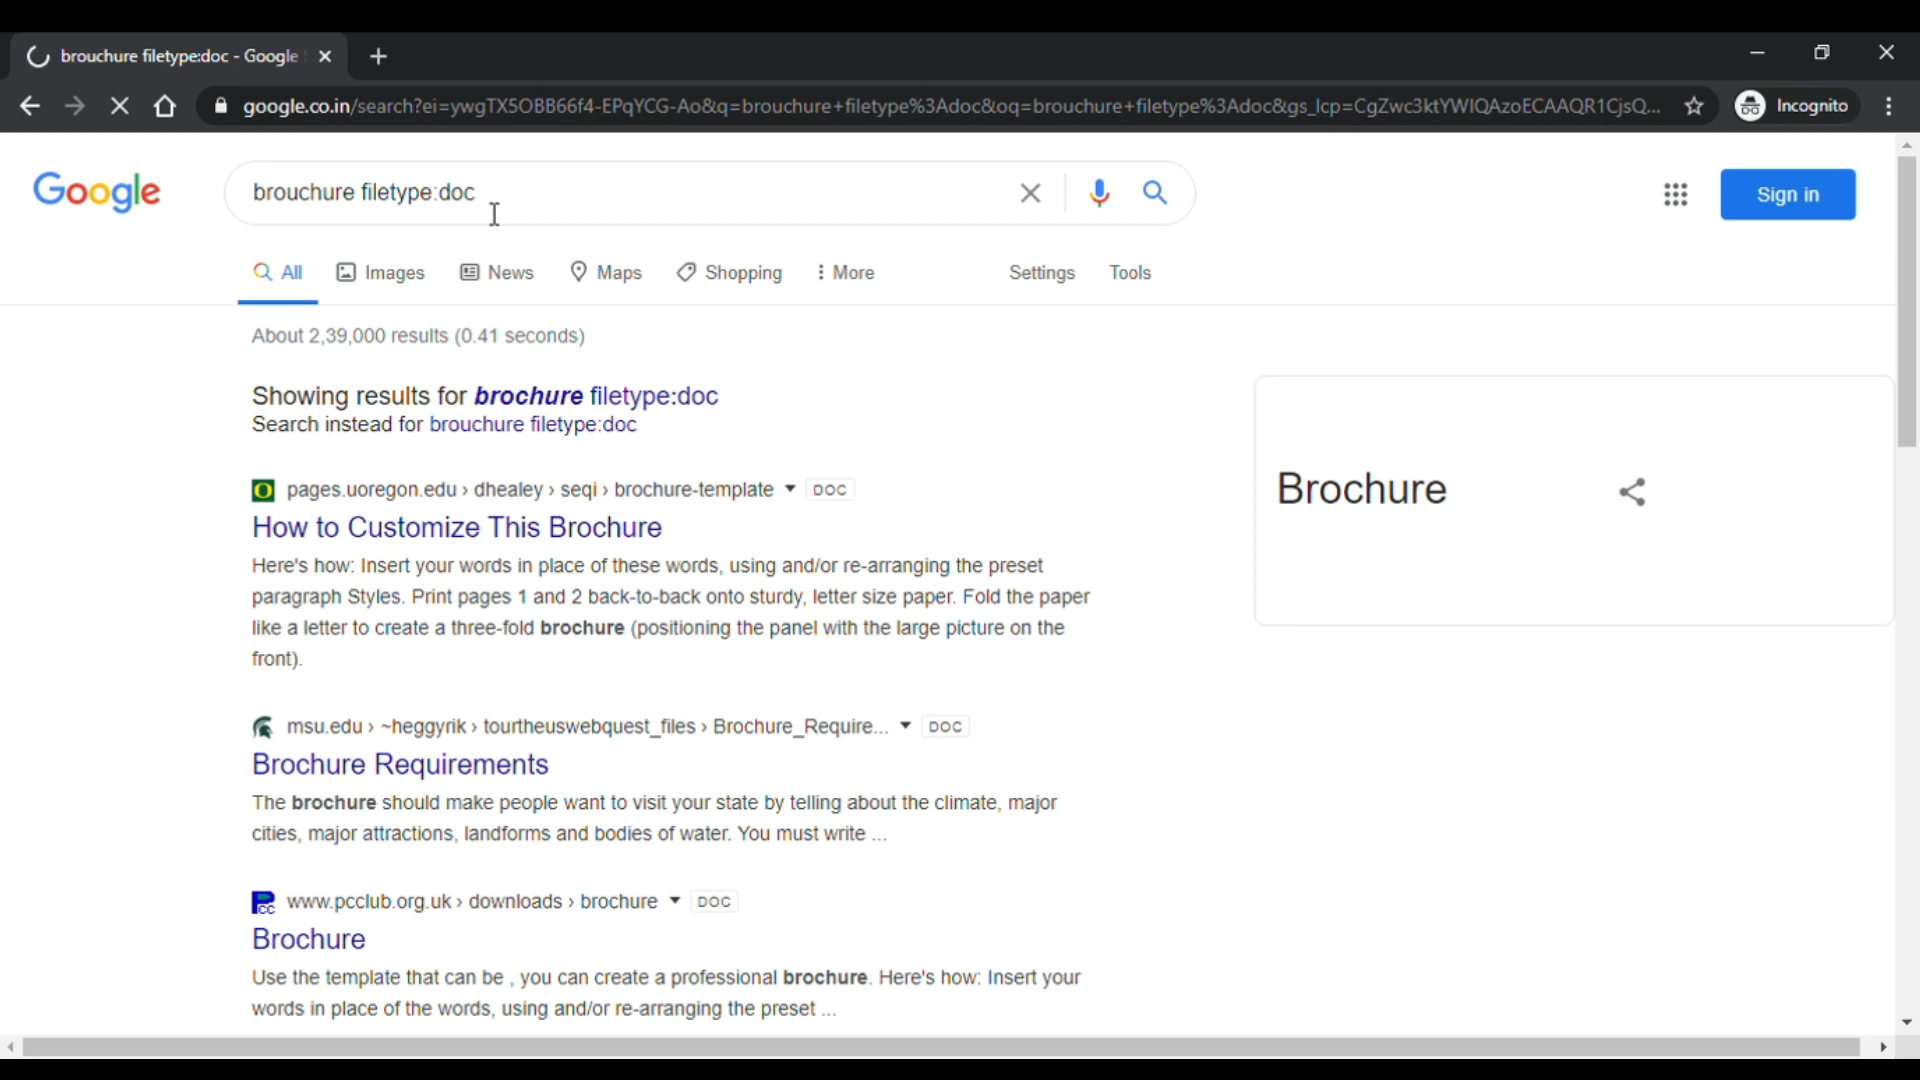 brouchure filetype:doc - Google
google.co.in/search?ei=ywgTX5OBB66f4-EPqYCG-Ao&q=brouchure+filetype%3Adoc&oq=brouchure+filetype%3Adoc&gs_lcp=CgZwc3ktYWIQAzoECAAQR1CjsQ...
Incognito
Google
brouchure filetype:doc
Sign in
All Images News Maps Shopping More Settings Tools
About 2,39,000 results (0.41 seconds)
Showing results for brochure filetype:doc
Search instead for brouchure filetype:doc
pages.uoregon.edu › dhealey › seqi › brochure-template DOC
How to Customize This Brochure
Here's how: Insert your words in place of these words, using and/or re-arranging the preset
paragraph Styles. Print pages 1 and 2 back-to-back onto sturdy, letter size paper. Fold the paper
like a letter to create a three-fold brochure (positioning the panel with the large picture on the
front).
Brochure
msu.edu › ~heggyrik › tourtheuswebquest_files › Brochure_Require... DOC
Brochure Requirements
The brochure should make people want to visit your state by telling about the climate, major
cities, major attractions, landforms and bodies of water. You must write ...
www.pcclub.org.uk › downloads › brochure DOC
Brochure
Use the template that can be , you can create a professional brochure. Here's how: Insert your
words in place of the words, using and/or re-arranging the preset ...